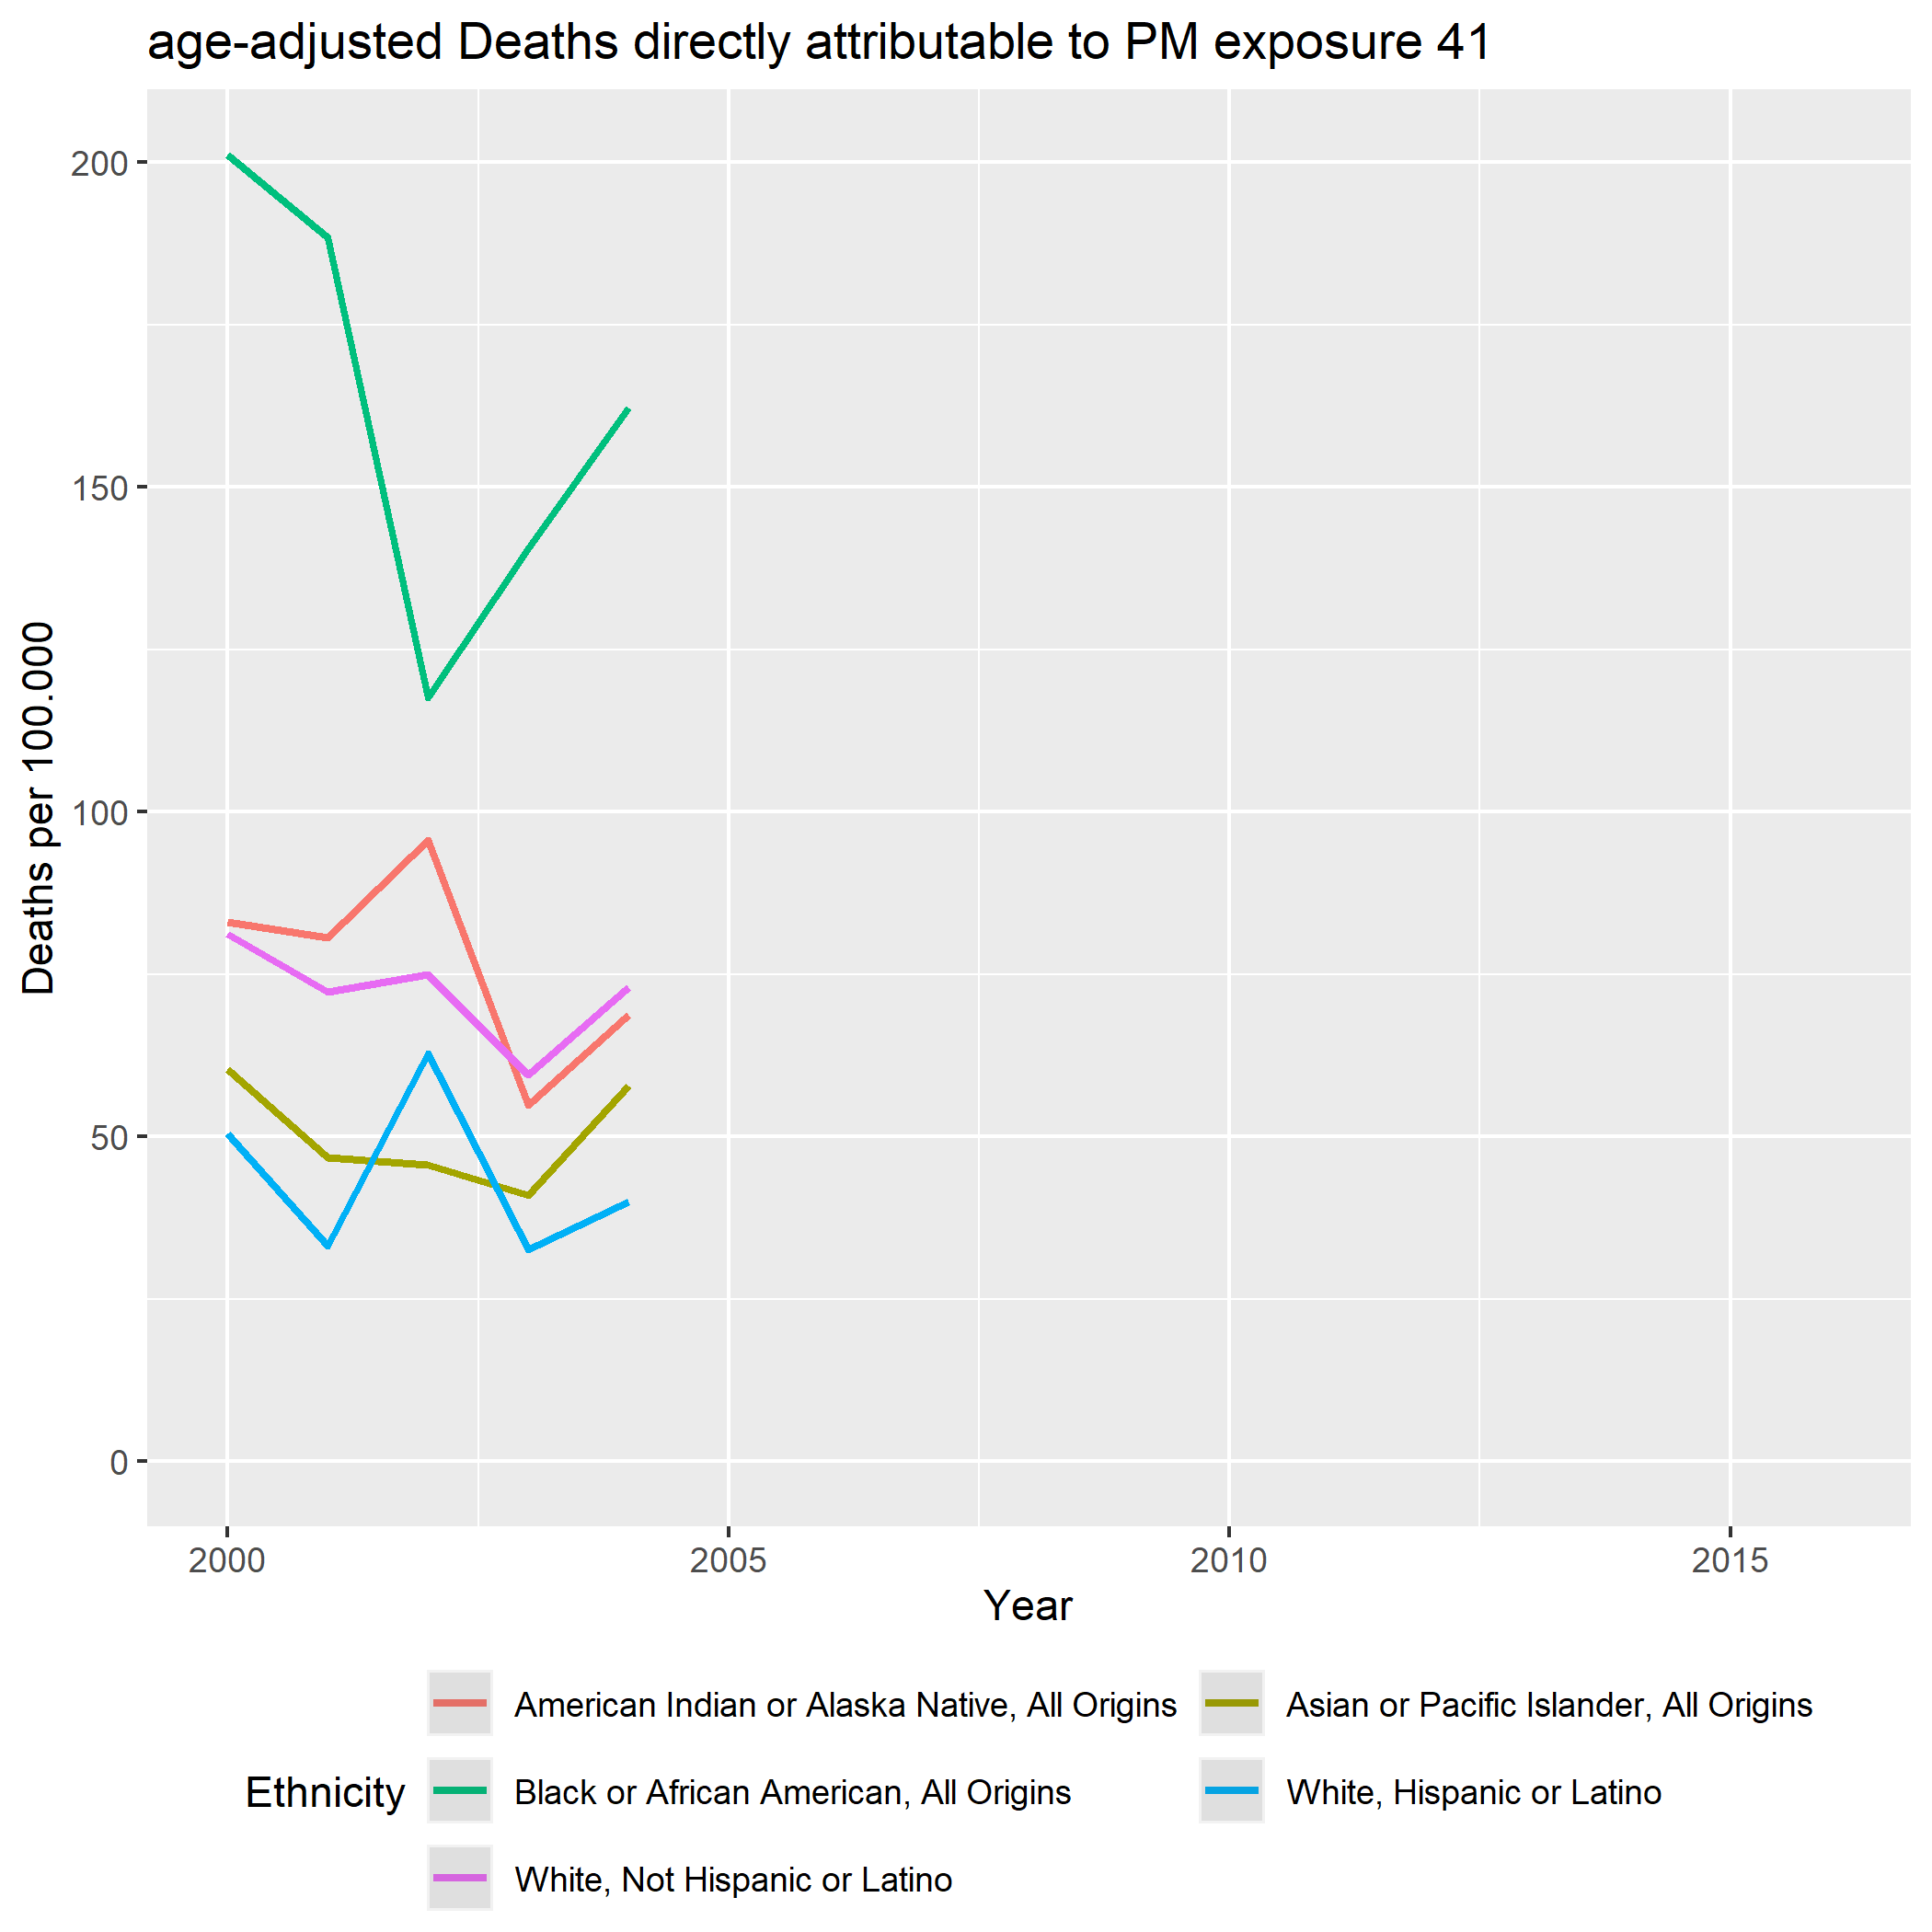 age-adjusted Deaths directly attributable to PM exposure 41
Deaths per 100.000
200
150
100
50
0
2000 2005 2010 2015
Year
Ethnicity
American Indian or Alaska Native, All Origins
Asian or Pacific Islander, All Origins
Black or African American, All Origins
White, Hispanic or Latino
White, Not Hispanic or Latino